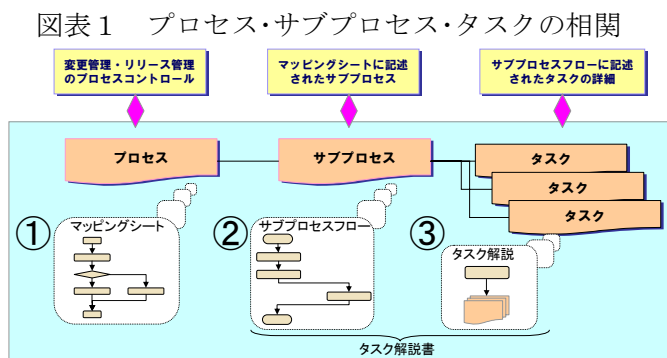 図表1 プロセス・サブプロセス・タスクの相関
変更管理・リリース管理
のプロセスコントロール
マッピングシートに記述
されたサブプロセス
サブプロセスフローに記述
されたタスクの詳細
プロセス
サブプロセス
タスク
タスク
タスク
①
マッピングシート
②
サブプロセスフロー
③
タスク解説
タスク解説書